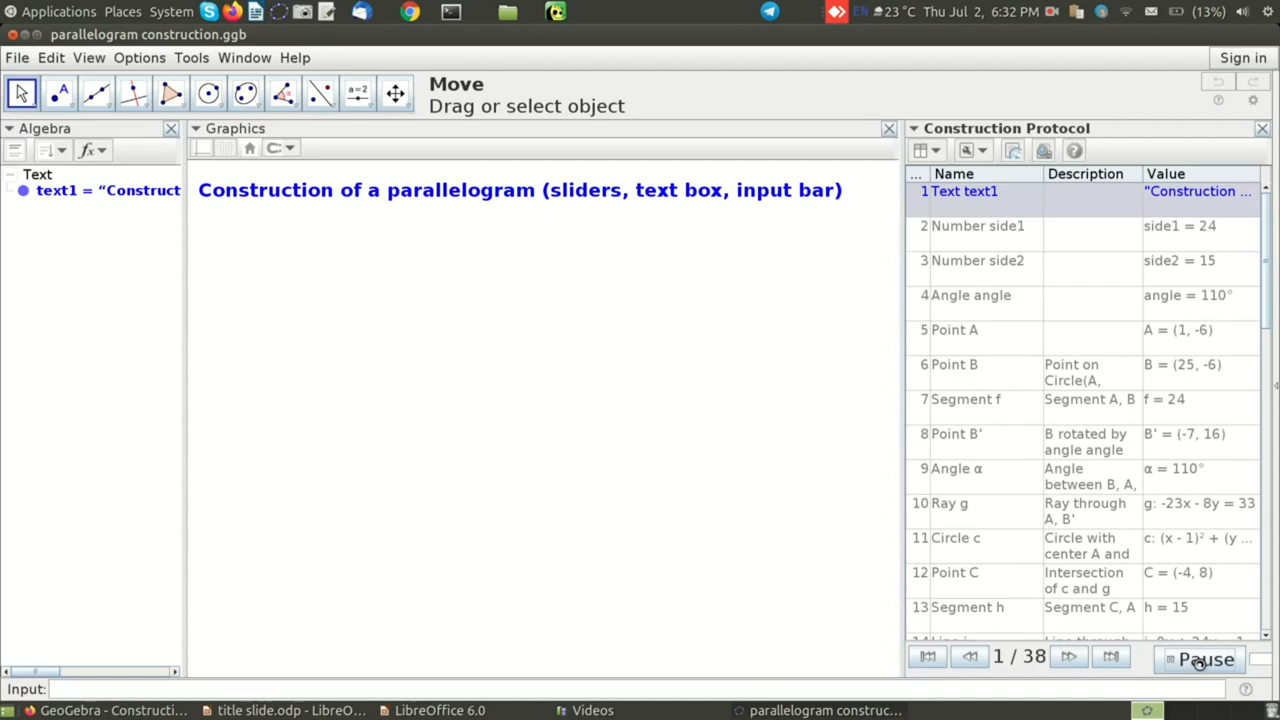 Applications Places System EN 23 °C Thu Jul 2, 6:32 PM (13%)
parallelogram construction.ggb
File Edit View Options Tools Window Help Sign in
A a=2 Move
Drag or select object
Algebra Graphics Construction Protocol
Text
text1 = “Construct
Construction of a parallelogram (sliders, text box, input bar)
... Name Description Value
1 Text text1 "Construction ...
2 Number side1 side1 = 24
3 Number side2 side2 = 15
4 Angle angle angle = 110°
5 Point A A = (1, -6)
6 Point B Point on Circle(A, B = (25, -6)
7 Segment f Segment A, B f = 24
8 Point B' B rotated by angle angle B' = (-7, 16)
9 Angle α Angle between B, A, α = 110°
10 Ray g Ray through A, B' g: -23x - 8y = 33
11 Circle c Circle with center A and c: (x - 1)² + (y ...
12 Point C Intersection of c and g C = (-4, 8)
13 Segment h Segment C, A h = 15
1 / 38 Pause
Input:
GeoGebra - Constructi... title slide.odp - LibreO... LibreOffice 6.0 Videos parallelogram construc...